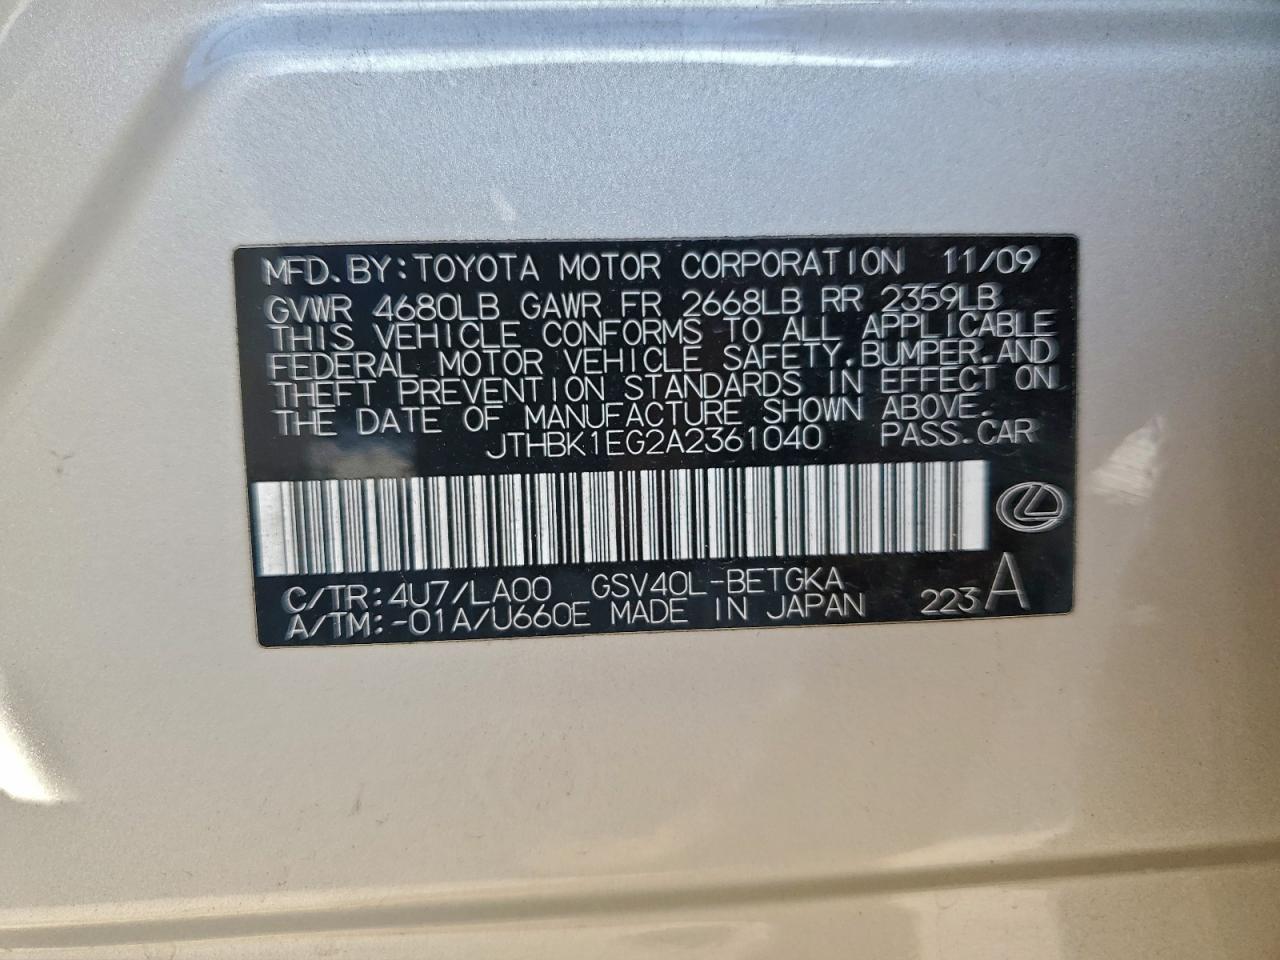 MFD.BY:TOYOTA MOTOR CORPORATION 11/09
GVWR 4680LB GAWR FR 2668LB RR 2359LB
THIS VEHICLE CONFORMS TO ALL APPLICABLE
FEDERAL MOTOR VEHICLE SAFETY,BUMPER,AND
THEFT PREVENTION STANDARDS IN EFFECT ON
THE DATE OF MANUFACTURE SHOWN ABOVE.
JTHBK1EG2A2361040 PASS.CAR
C/TR:4U7/LA00 GSV40L-BETGKA
A/TM:-01A/U660E MADE IN JAPAN 223A